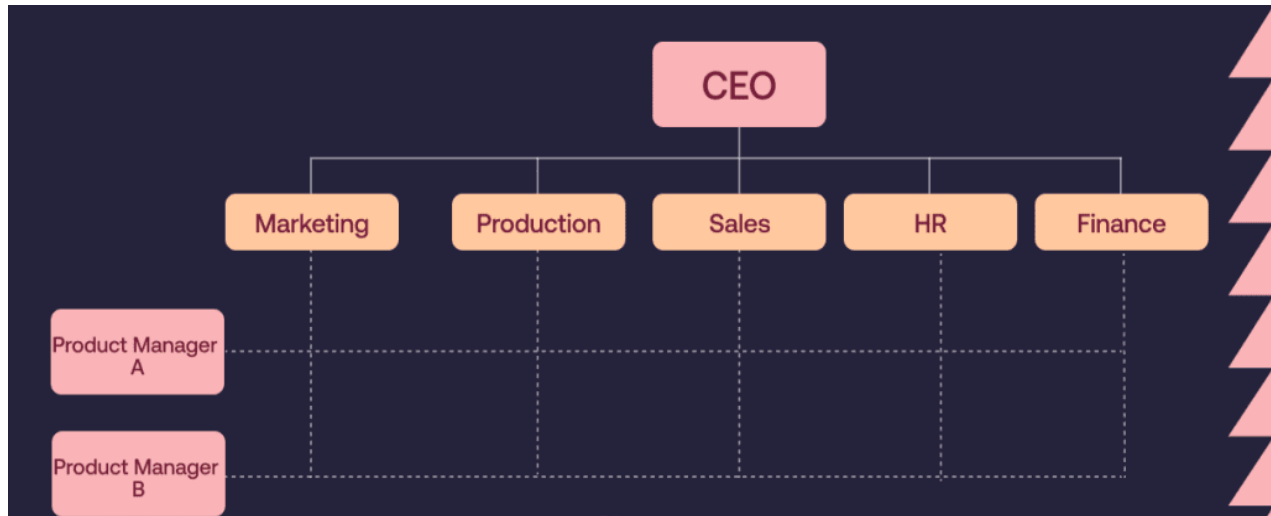 CEO
Marketing
Production
Sales
HR
Finance
Product Manager
A
Product Manager
B